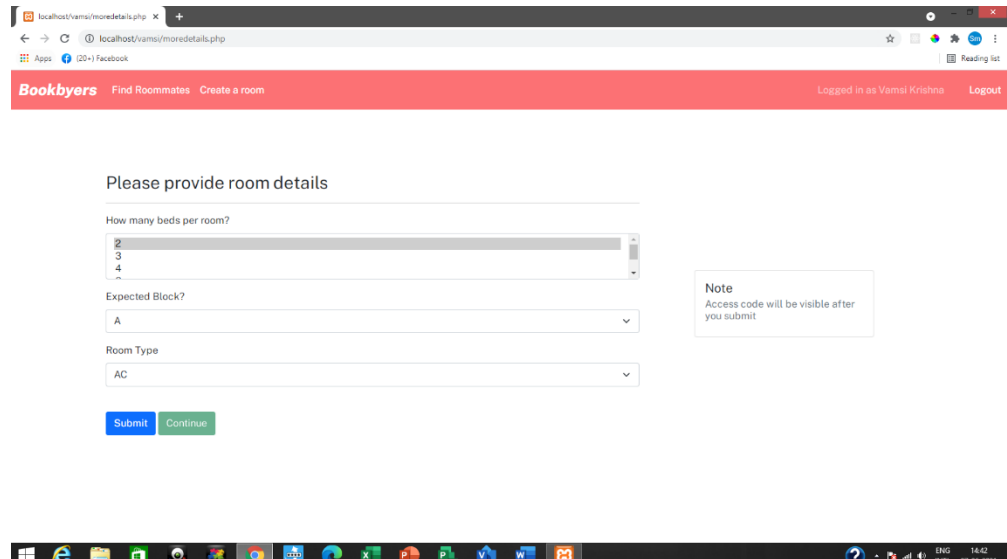 localhost/vamsi/moredetails.php
localhost/vamsi/moredetails.php
Sm
Apps (20+) Facebook Reading list
Bookbyers Find Roommates Create a room Logged in as Vamsi Krishna Logout
Please provide room details
How many beds per room?
2
3
4
Expected Block?
A
Room Type
AC
Submit Continue
Note
Access code will be visible after
you submit
ENG 14:42